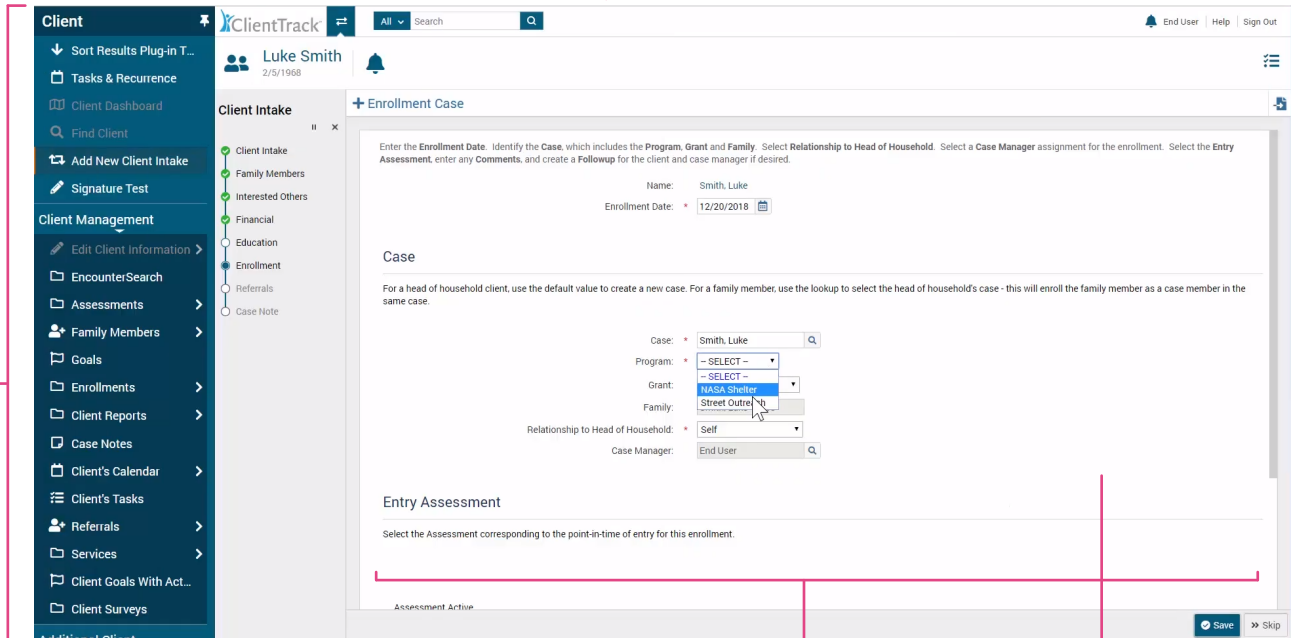 Client
ClientTrack
All
Search
End User | Help | Sign Out
Sort Results Plug-in T...
Tasks & Recurrence
Client Dashboard
Find Client
Add New Client Intake
Signature Test
Client Management
Edit Client Information
EncounterSearch
Assessments
Family Members
Goals
Enrollments
Client Reports
Case Notes
Client's Calendar
Client's Tasks
Referrals
Services
Client Goals With Act...
Client Surveys
Additional Client
Luke Smith
2/5/1968
Client Intake
Client Intake
Family Members
Interested Others
Financial
Education
Enrollment
Referrals
Case Note
Enrollment Case
Enter the Enrollment Date. Identify the Case, which includes the Program, Grant and Family. Select Relationship to Head of Household. Select a Case Manager assignment for the enrollment. Select the Entry
Assessment, enter any Comments, and create a Followup for the client and case manager if desired.
Name: Smith, Luke
Enrollment Date: * 12/20/2018
Case
For a head of household client, use the default value to create a new case. For a family member, use the lookup to select the head of household's case - this will enroll the family member as a case member in the
same case.
Case: * Smith, Luke
Program: * -- SELECT --
-- SELECT --
Grant: NASA Shelter
Street Outreach
Family:
Relationship to Head of Household: * Self
Case Manager: End User
Entry Assessment
Select the Assessment corresponding to the point-in-time of entry for this enrollment.
Assessment Active
Save
Skip